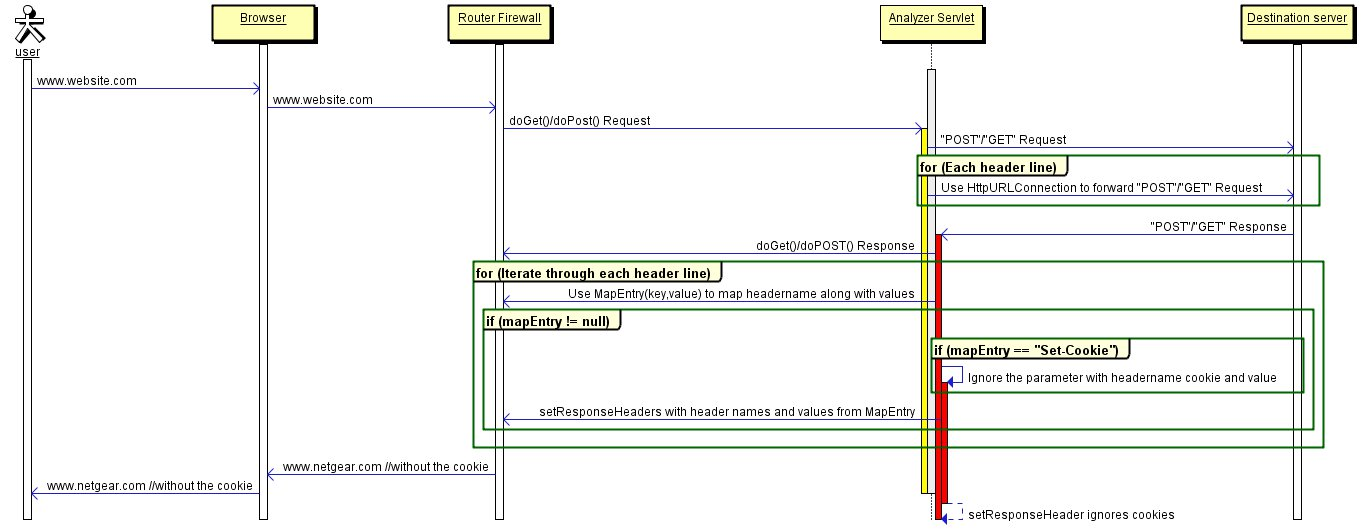 Browser
Router Firewall
Analyzer Servlet
Destination server
user
www.website.com
www.website.com
doGet()/doPost() Request
"POST"/"GET" Request
for (Each header line)
Use HttpURLConnection to forward "POST"/"GET" Request
"POST"/"GET" Response
doGet()/doPOST() Response
for (Iterate through each header line)
Use MapEntry(key,value) to map headername along with values
if (mapEntry != null)
if (mapEntry == "Set-Cookie")
Ignore the parameter with headername cookie and value
setResponseHeaders with header names and values from MapEntry
www.netgear.com //without the cookie
www.netgear.com //without the cookie
setResponseHeader ignores cookies